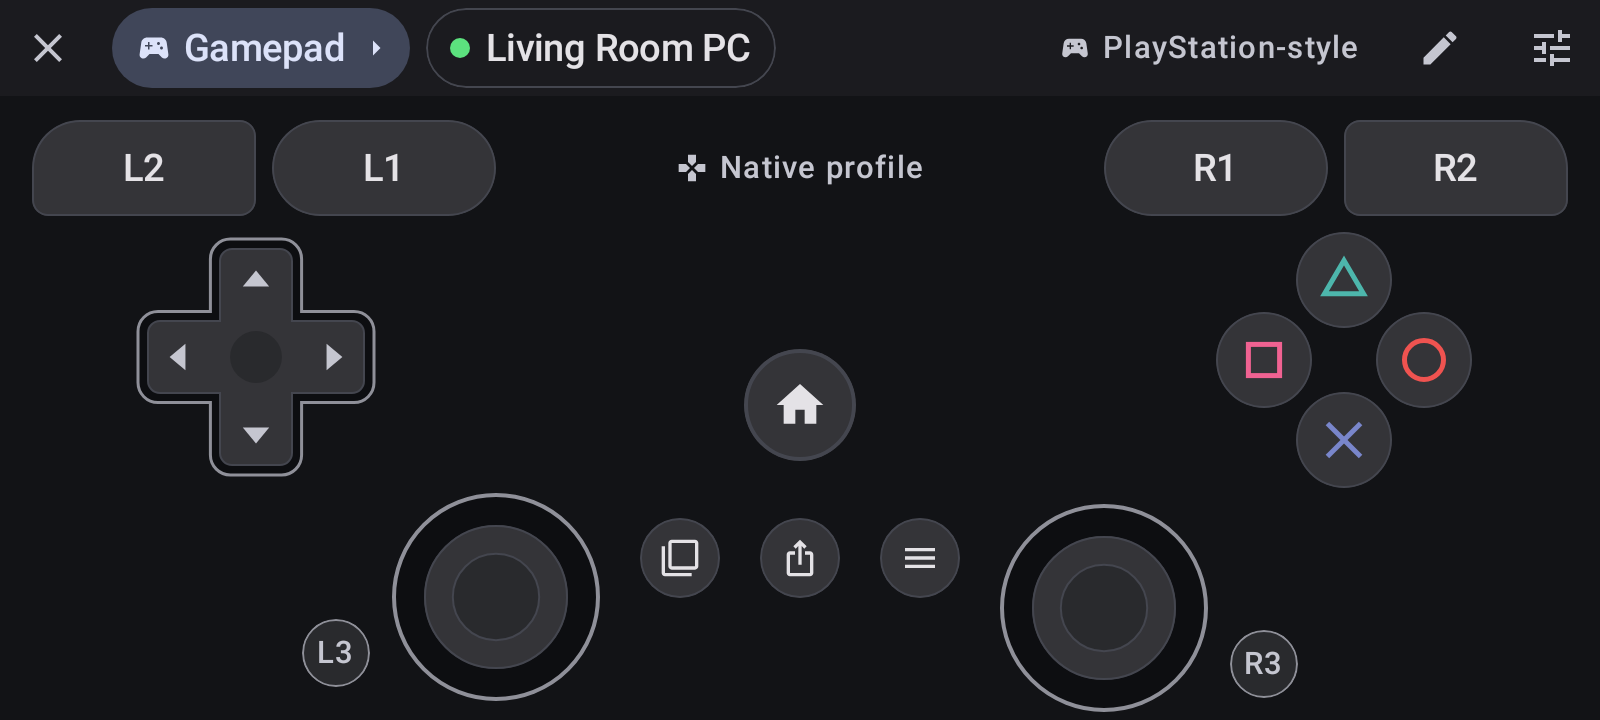 Gamepad
Living Room PC
PlayStation-style
L2
L1
Native profile
R1
R2
L3
R3